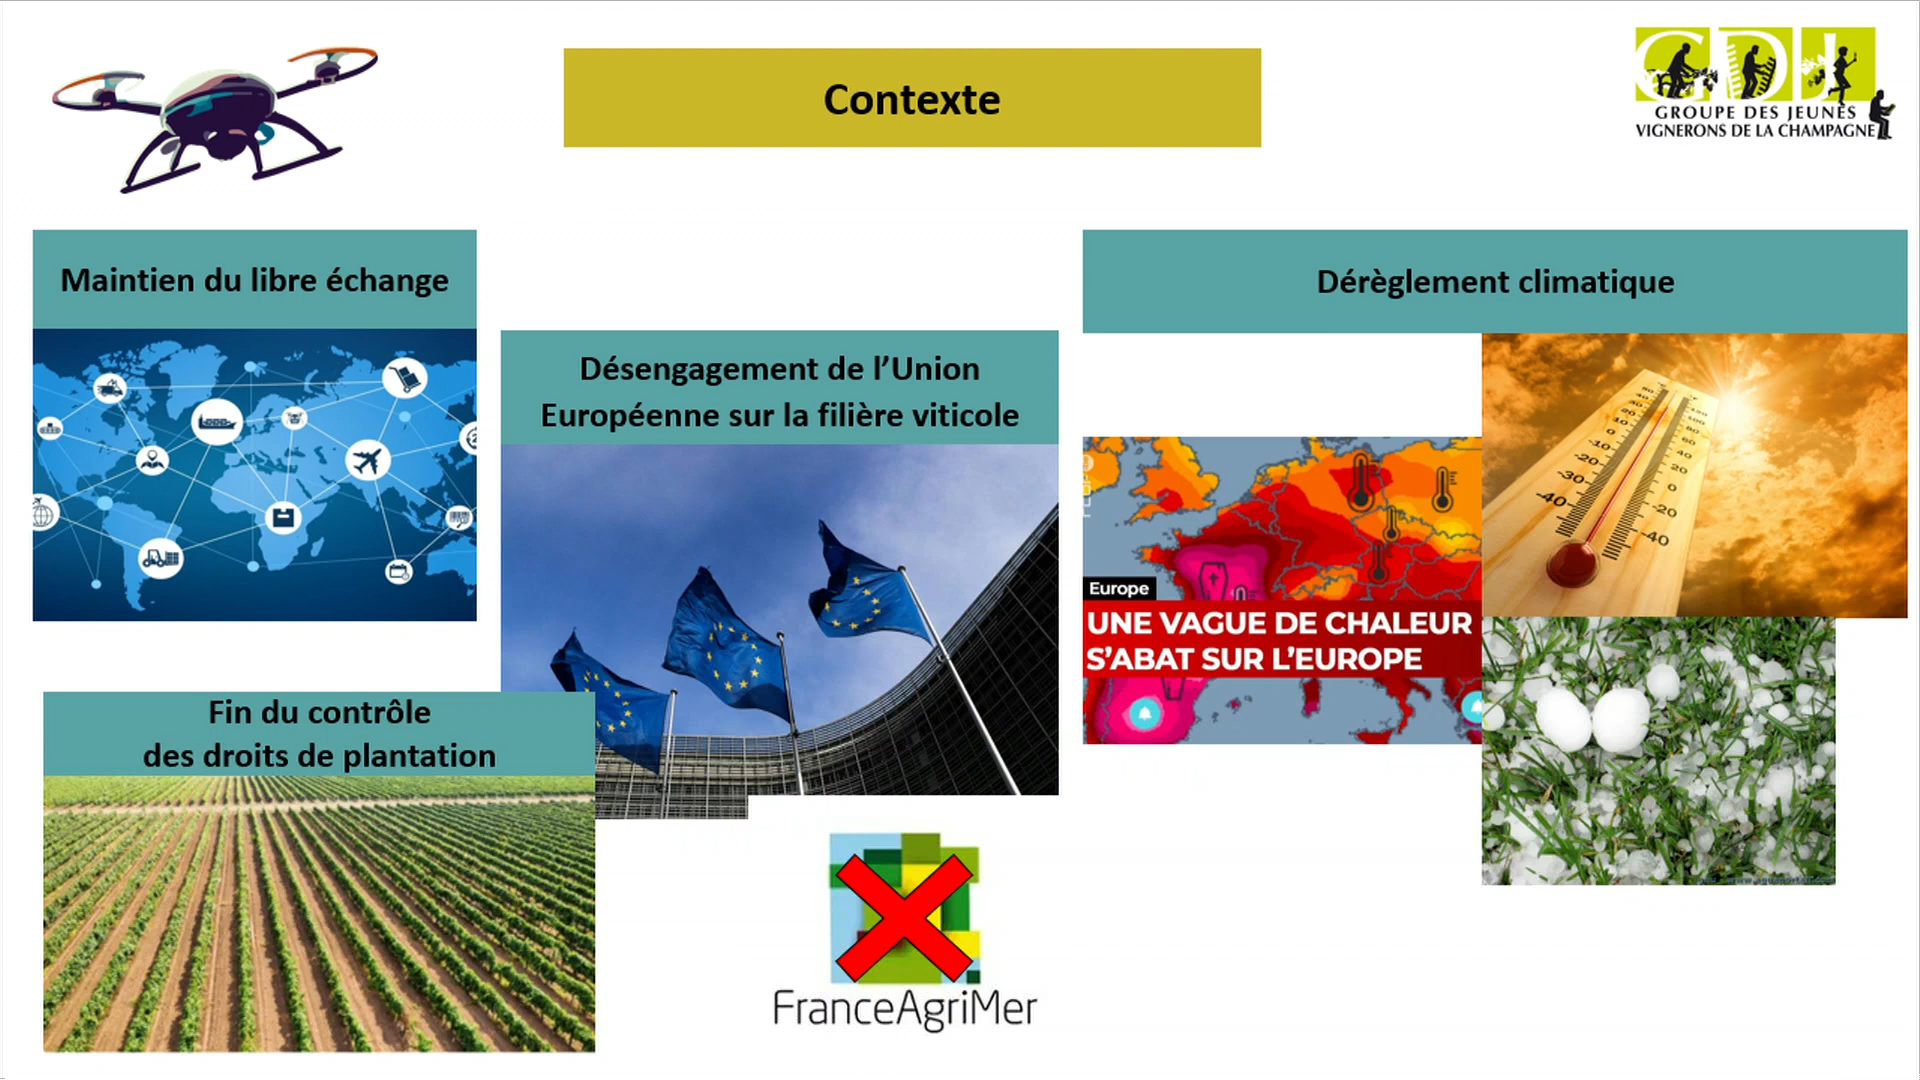 Contexte
GDJ
GROUPE DES JEUNES
VIGNERONS DE LA CHAMPAGNE
Maintien du libre échange
Désengagement de l’Union
Européenne sur la filière viticole
Dérèglement climatique
Europe
UNE VAGUE DE CHALEUR
S’ABAT SUR L’EUROPE
Fin du contrôle
des droits de plantation
FranceAgriMer